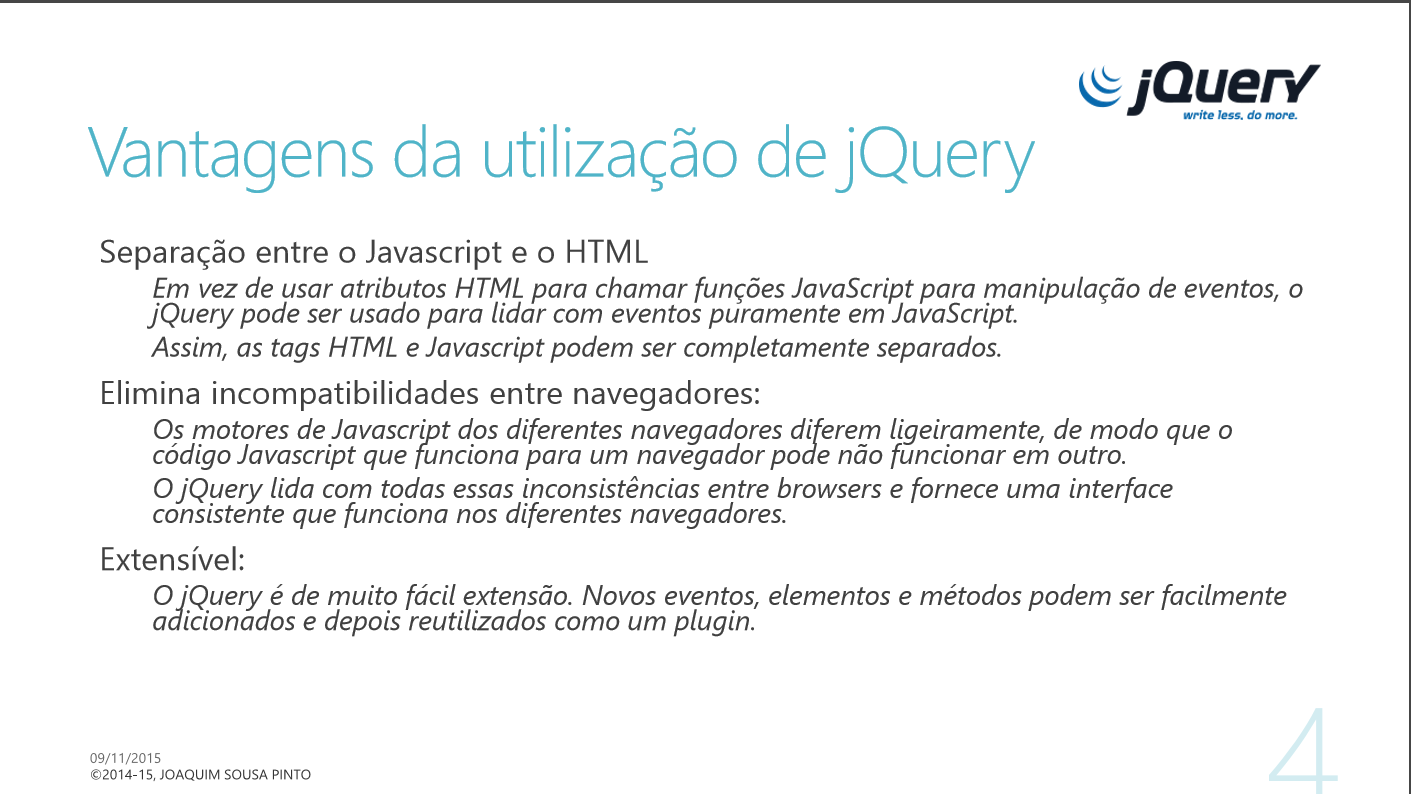 jQuery
write less, do more.
Vantagens da utilização de jQuery
Separação entre o Javascript e o HTML
Em vez de usar atributos HTML para chamar funções JavaScript para manipulação de eventos, o
jQuery pode ser usado para lidar com eventos puramente em JavaScript.
Assim, as tags HTML e Javascript podem ser completamente separados.
Elimina incompatibilidades entre navegadores:
Os motores de Javascript dos diferentes navegadores diferem ligeiramente, de modo que o
código Javascript que funciona para um navegador pode não funcionar em outro.
O jQuery lida com todas essas inconsistências entre browsers e fornece uma interface
consistente que funciona nos diferentes navegadores.
Extensível:
O jQuery é de muito fácil extensão. Novos eventos, elementos e métodos podem ser facilmente
adicionados e depois reutilizados como um plugin.
09/11/2015
©2014-15, JOAQUIM SOUSA PINTO
4